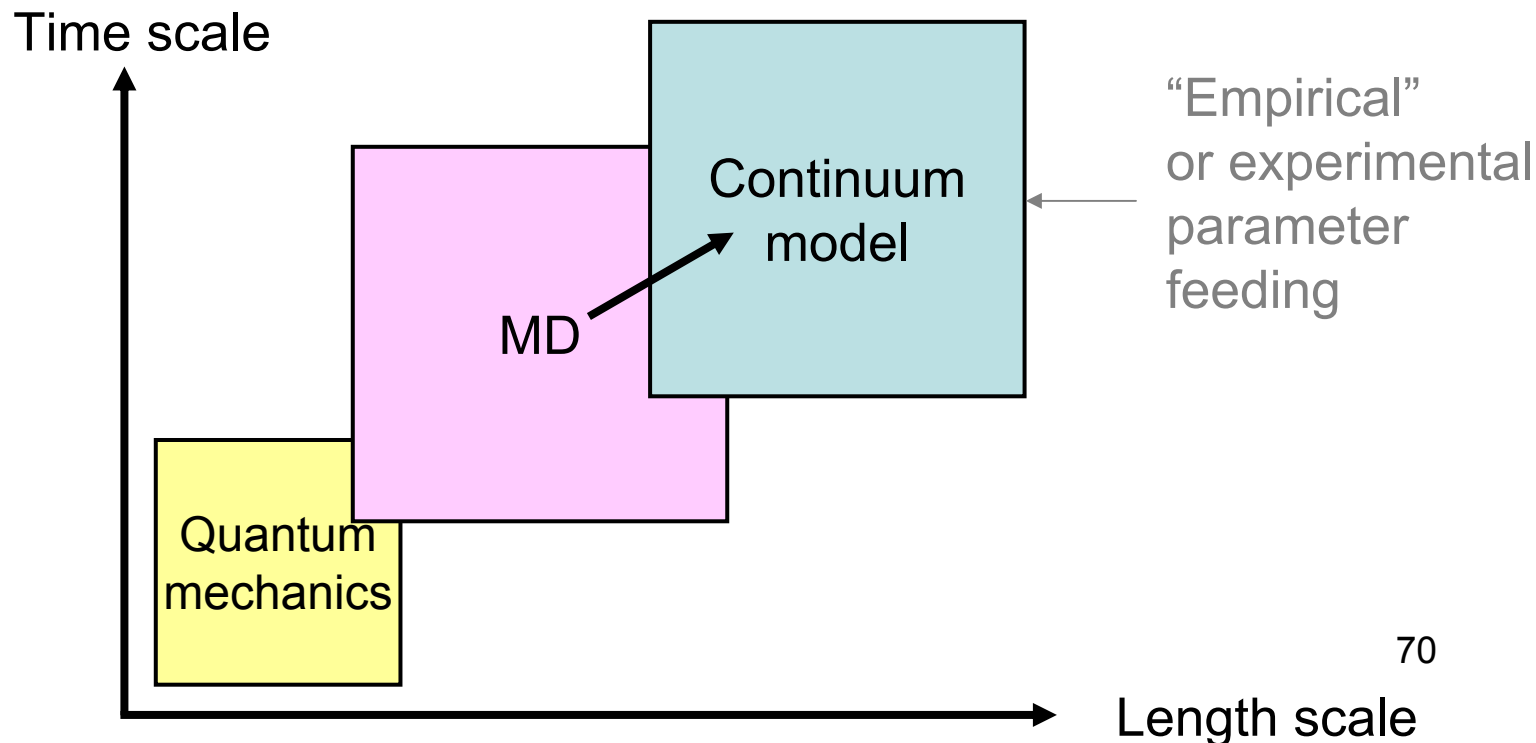 Time scale
“Empirical”
or experimental
parameter
feeding
Continuum
model
MD
Quantum
mechanics
70
Length scale